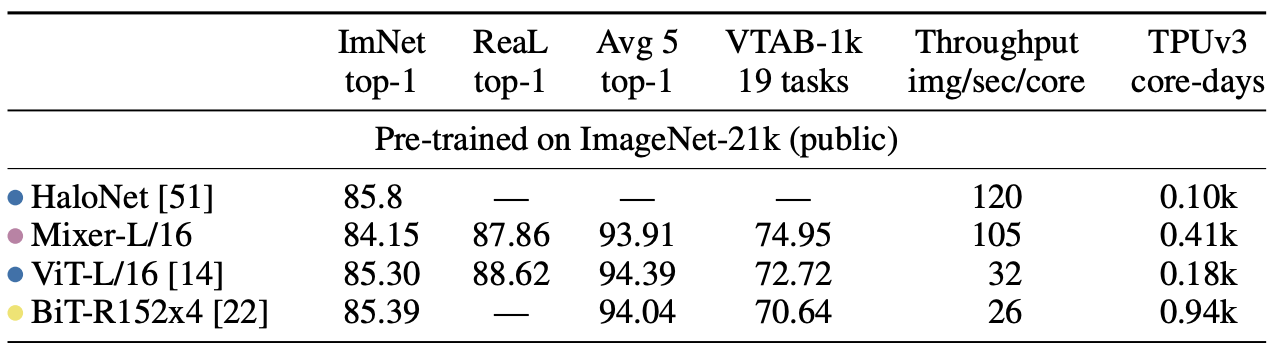 ImNet ReaL Avg 5 VTAB-1k Throughput TPUv3
top-1 top-1 top-1 19 tasks img/sec/core core-days
Pre-trained on ImageNet-21k (public)
HaloNet [51] 85.8 — — — 120 0.10k
Mixer-L/16 84.15 87.86 93.91 74.95 105 0.41k
ViT-L/16 [14] 85.30 88.62 94.39 72.72 32 0.18k
BiT-R152x4 [22] 85.39 — 94.04 70.64 26 0.94k